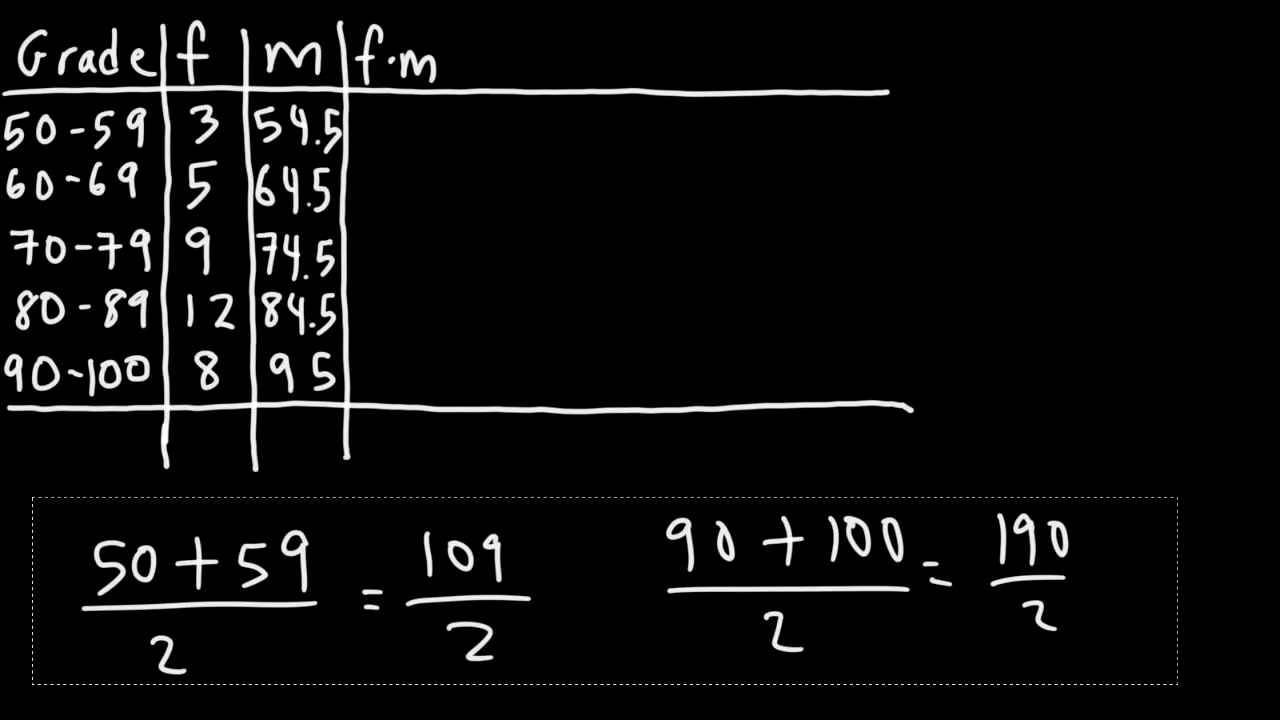 Grade f m f·m
50-59 3 54.5
60-69 5 64.5
70-79 9 74.5
80-89 12 84.5
90-100 8 95
50+59 = 109 90+100 = 190
2 2 2 2